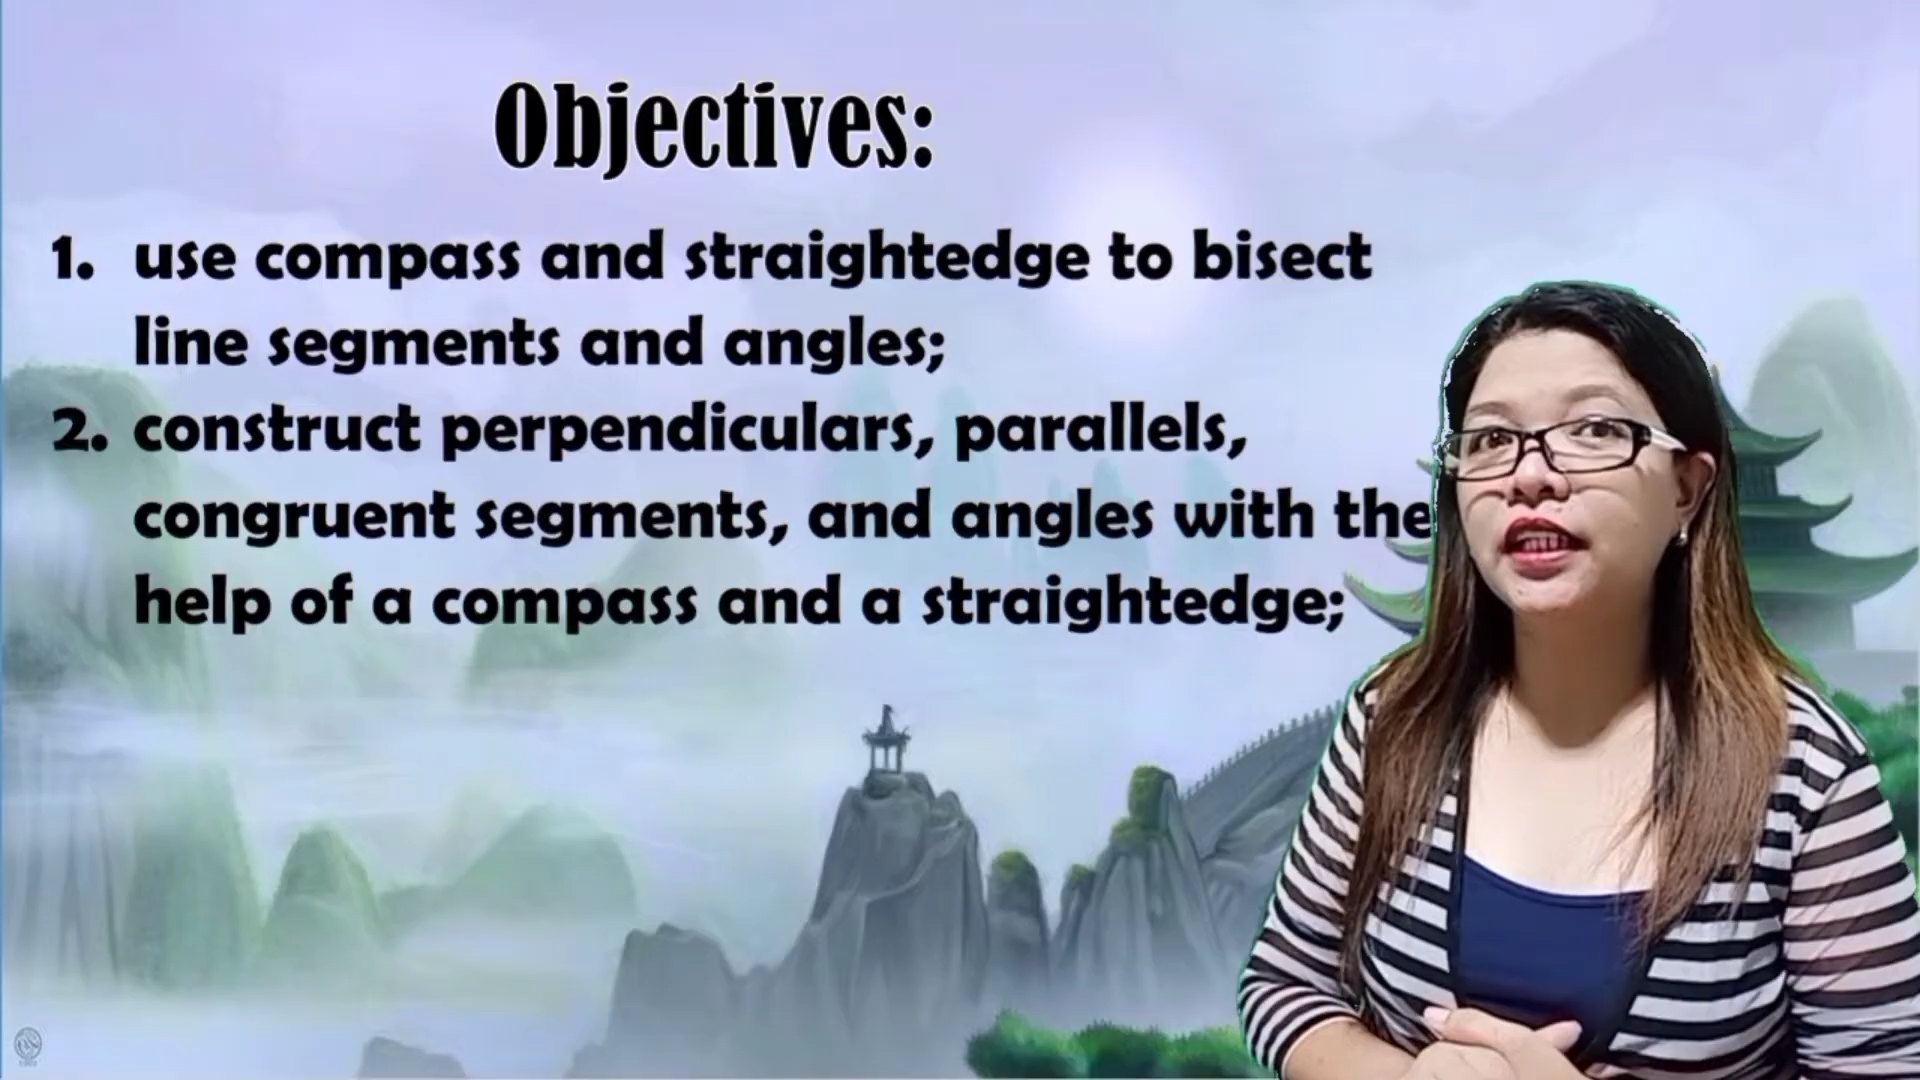 Objectives:
1. use compass and straightedge to bisect
line segments and angles;
2. construct perpendiculars, parallels,
congruent segments, and angles with the
help of a compass and a straightedge;